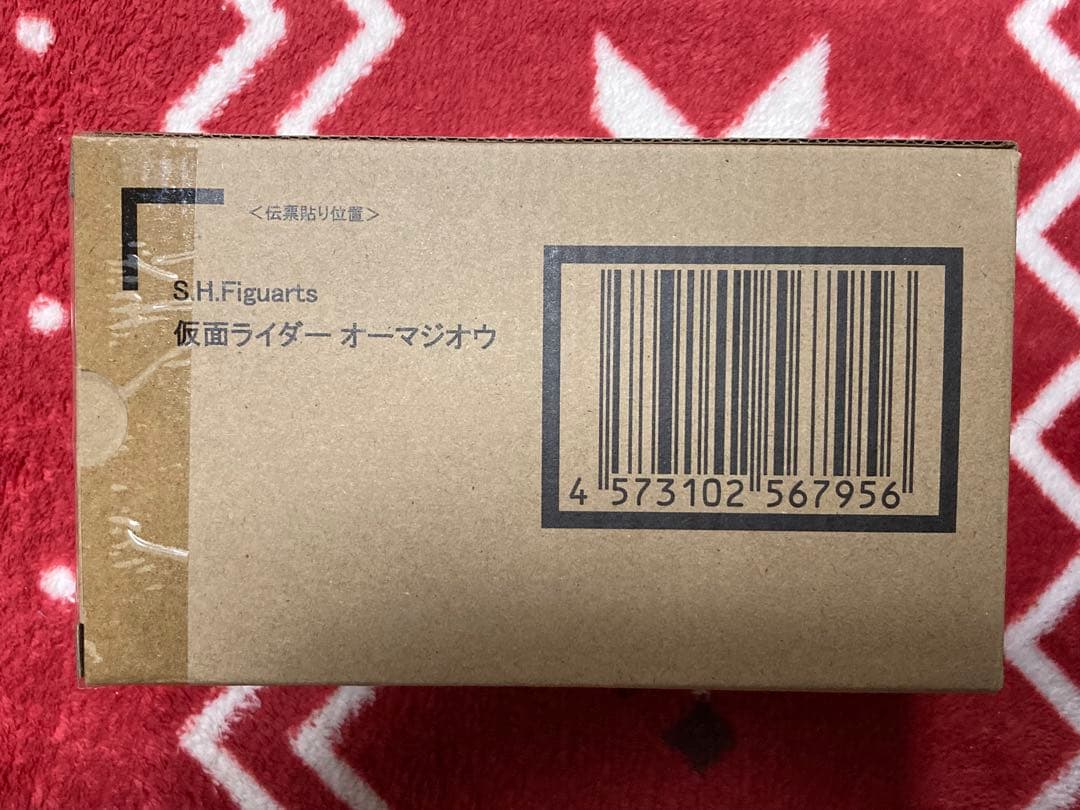 ＜伝票貼り位置＞
S.H.Figuarts
仮面ライダー オーマジオウ
4 573102 567956